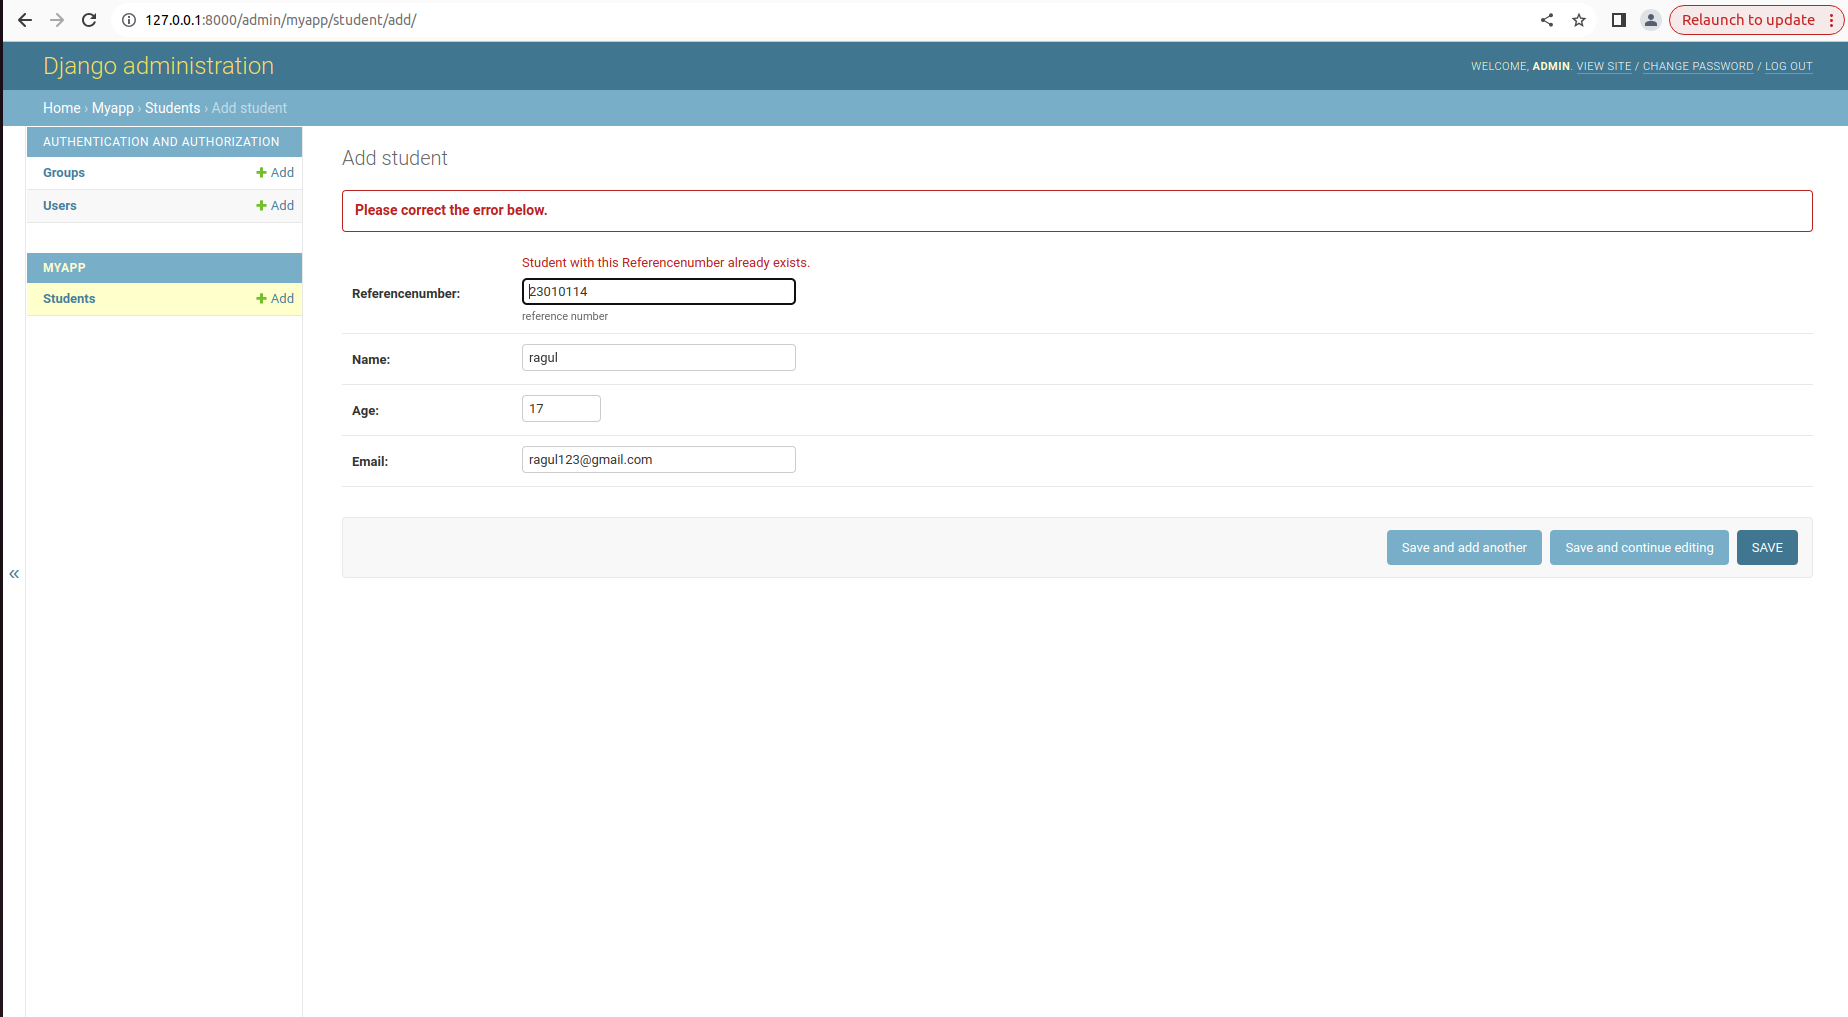 127.0.0.1:8000/admin/myapp/student/add/
Relaunch to update
Django administration
WELCOME, ADMIN. VIEW SITE / CHANGE PASSWORD / LOG OUT
Home › Myapp › Students › Add student
AUTHENTICATION AND AUTHORIZATION
Groups
Add
Users
Add
MYAPP
Students
Add
«
Add student
Please correct the error below.
Student with this Referencenumber already exists.
Referencenumber:
23010114
reference number
Name:
ragul
Age:
17
Email:
ragul123@gmail.com
Save and add another
Save and continue editing
SAVE